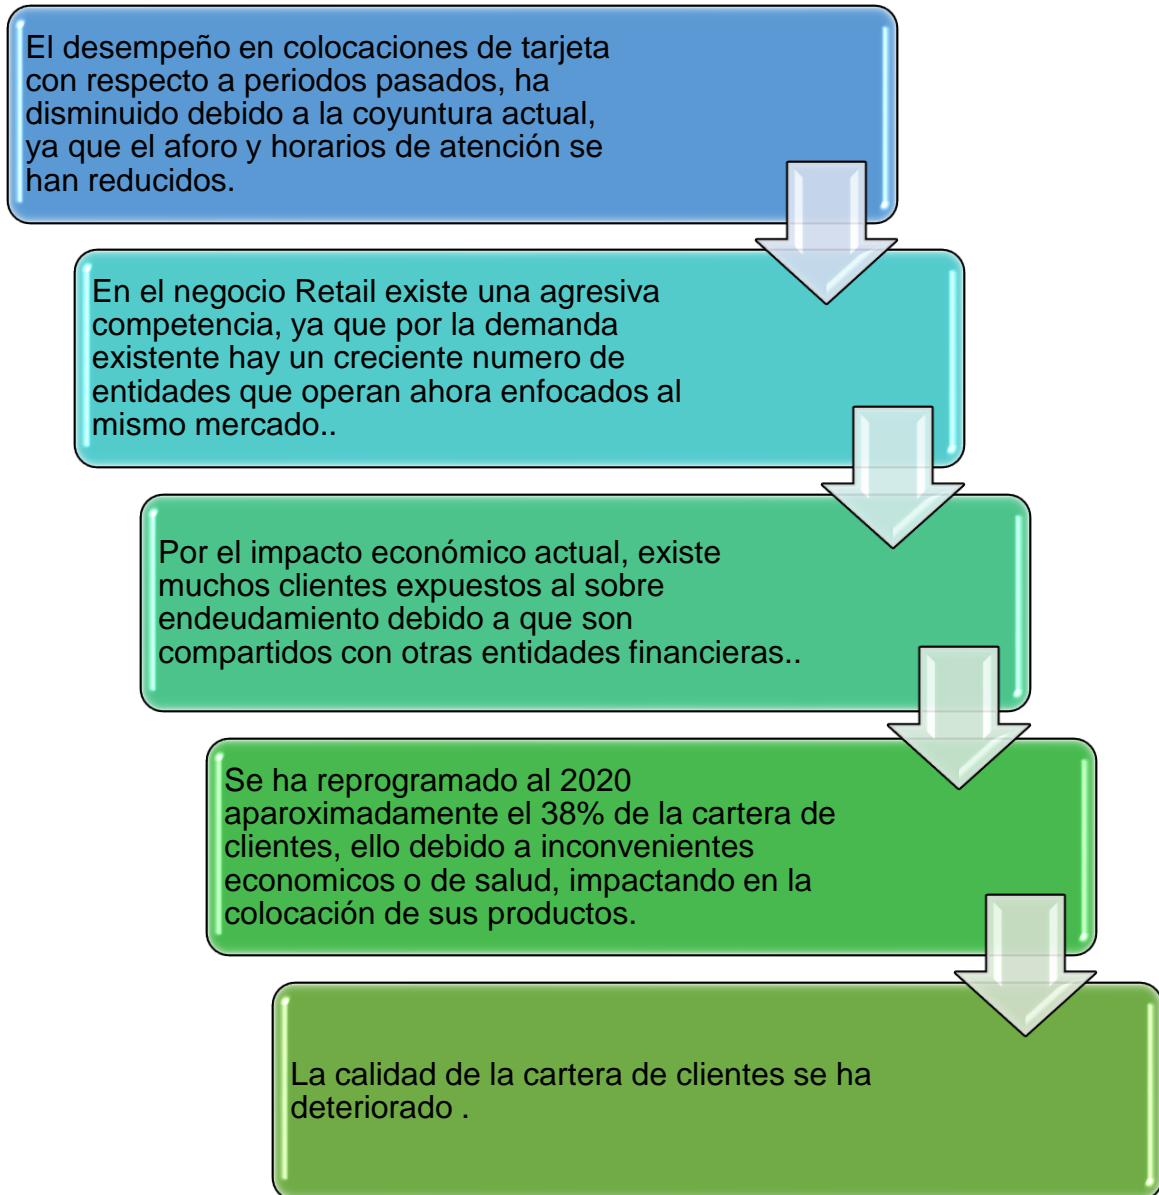 El desempeño en colocaciones de tarjeta
con respecto a periodos pasados, ha
disminuido debido a la coyuntura actual,
ya que el aforo y horarios de atención se
han reducidos.
En el negocio Retail existe una agresiva
competencia, ya que por la demanda
existente hay un creciente numero de
entidades que operan ahora enfocados al
mismo mercado..
Por el impacto económico actual, existe
muchos clientes expuestos al sobre
endeudamiento debido a que son
compartidos con otras entidades financieras..
Se ha reprogramado al 2020
aproximadamente el 38% de la cartera de
clientes, ello debido a inconvenientes
economicos o de salud, impactando en la
colocación de sus productos.
La calidad de la cartera de clientes se ha
deteriorado .